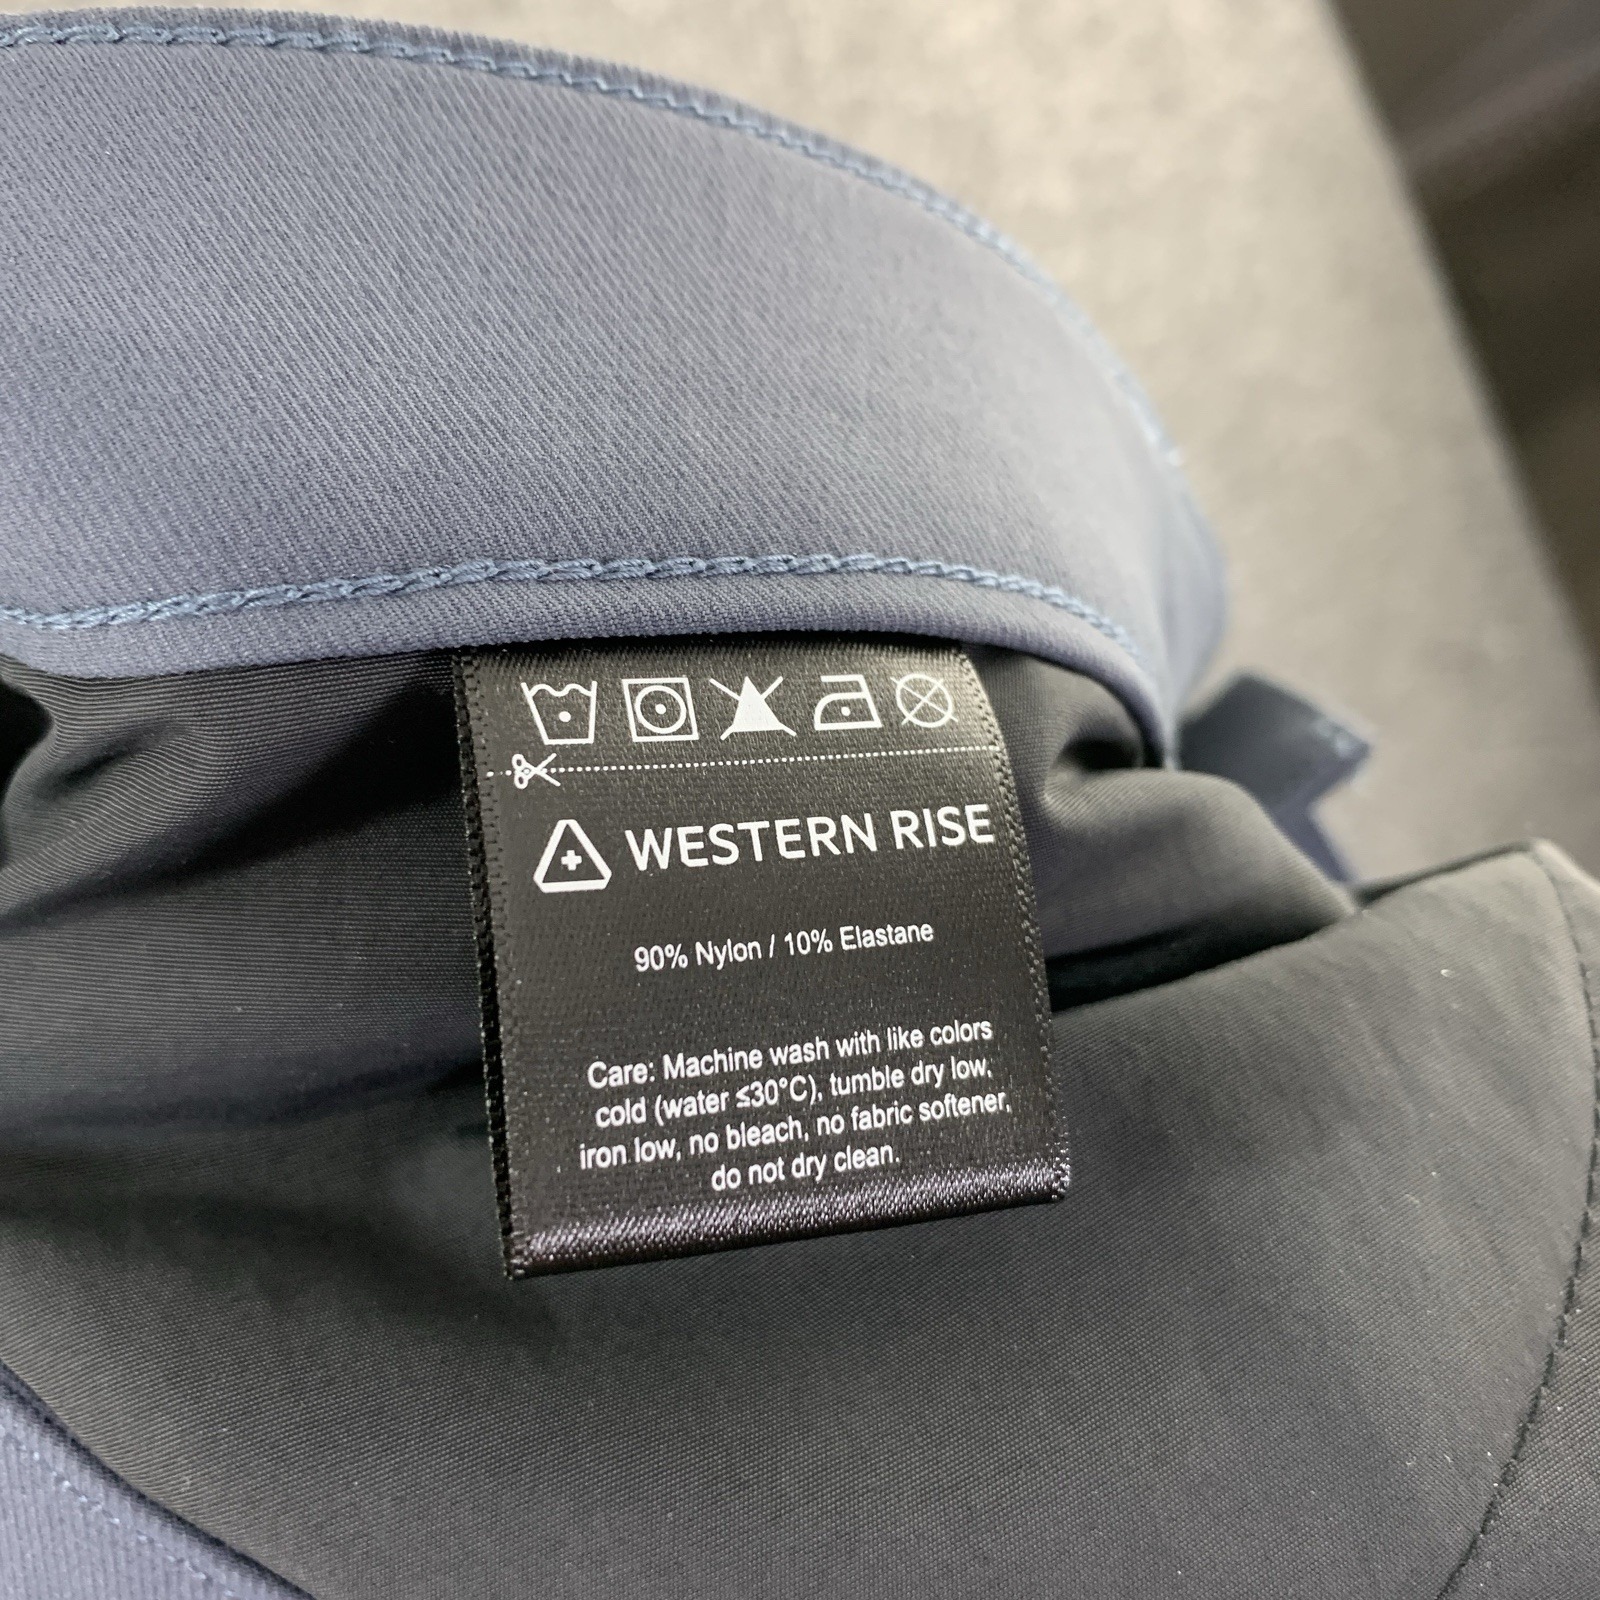 WESTERN RISE
90% Nylon / 10% Elastane
Care: Machine wash with like colors
cold (water ≤30°C), tumble dry low,
iron low, no bleach, no fabric softener,
do not dry clean.